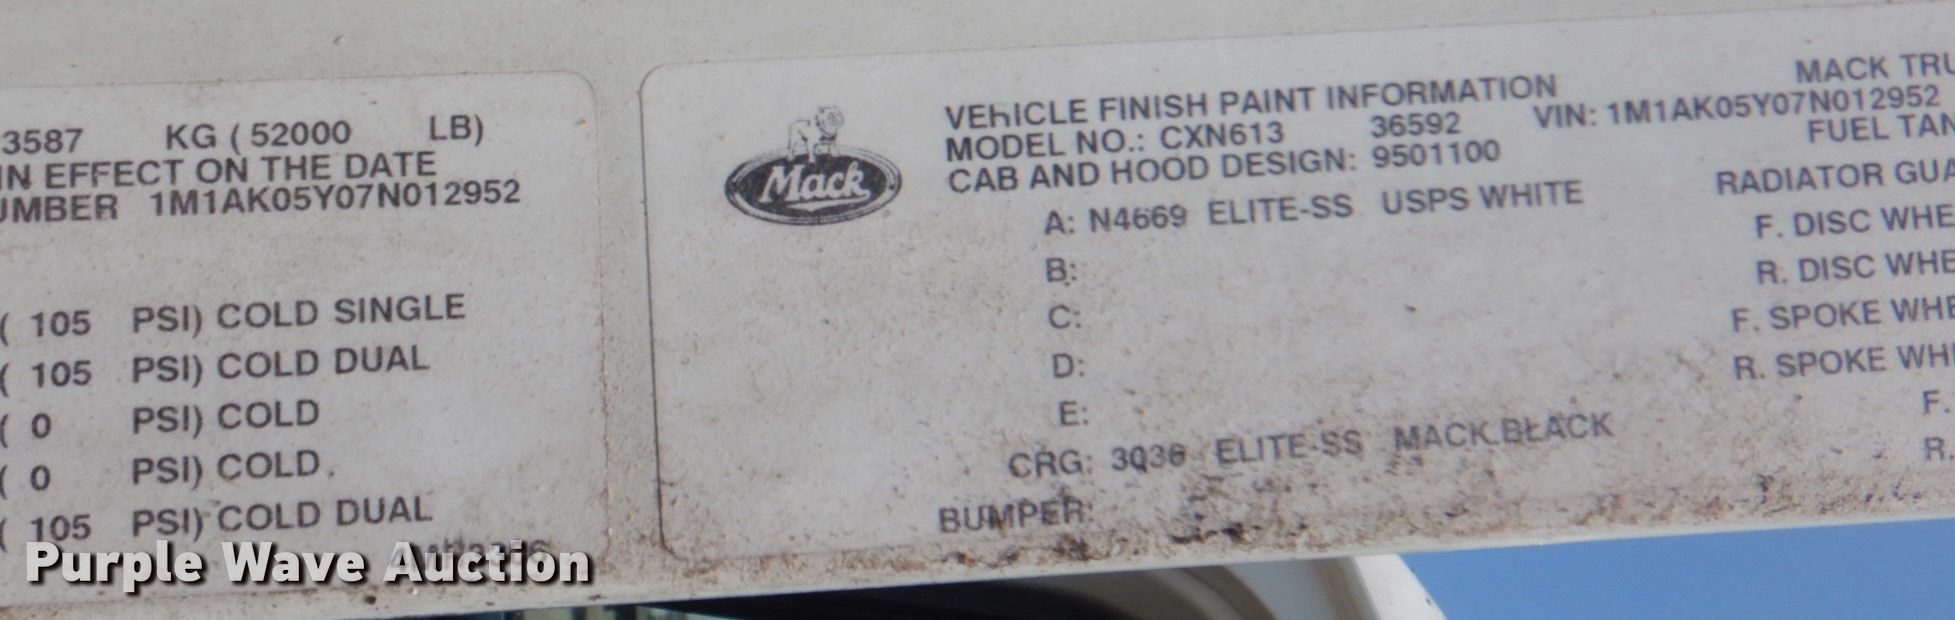 3587 KG ( 52000 LB)
IN EFFECT ON THE DATE
UMBER 1M1AK05Y07N012952
( 105 PSI) COLD SINGLE
( 105 PSI) COLD DUAL
( 0 PSI) COLD
( 0 PSI) COLD
( 105 PSI) COLD DUAL
Mack
MACK TRU
VEHICLE FINISH PAINT INFORMATION
MODEL NO.: CXN613 36592 VIN: 1M1AK05Y07N012952
FUEL TAN
CAB AND HOOD DESIGN: 9501100
RADIATOR GUA
A: N4669 ELITE-SS USPS WHITE
F. DISC WHE
B:
R. DISC WHE
C:
F. SPOKE WHE
D:
R. SPOKE WHE
E:
F.
CRG: 3036 ELITE-SS MACK BLACK
R.
BUMPER:
Purple Wave Auction